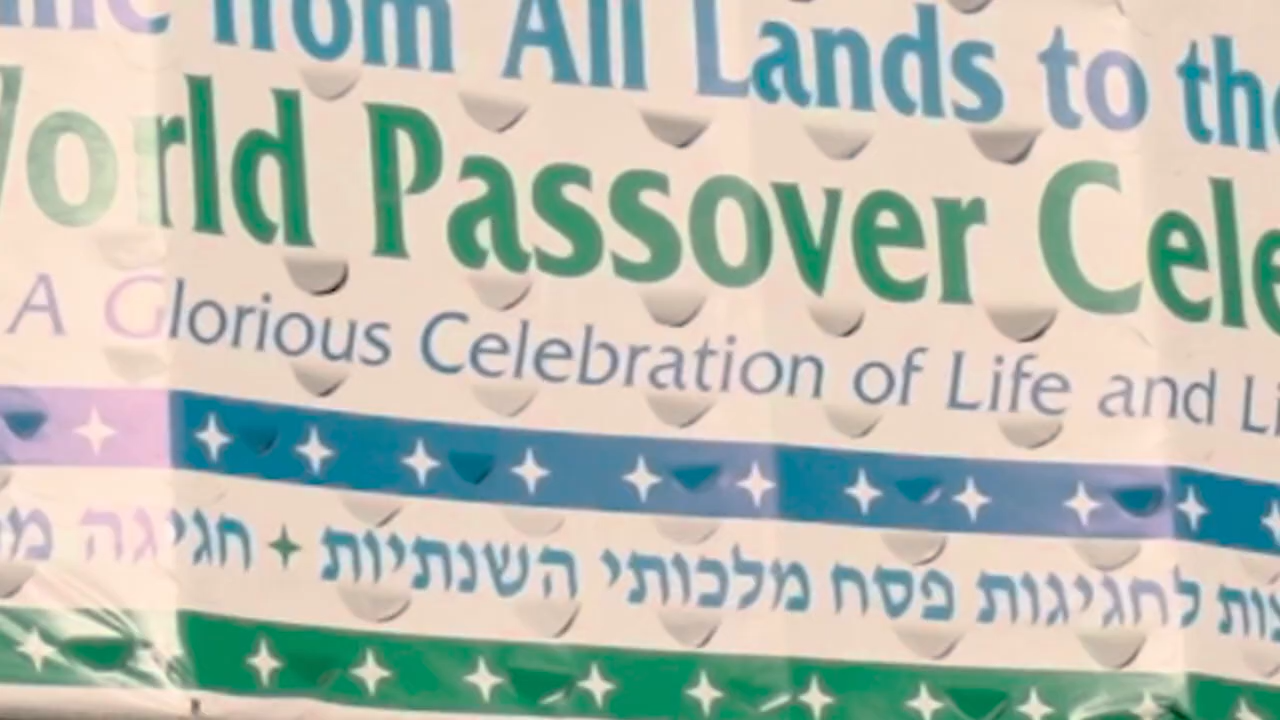 from All Lands to the
World Passover Cele
A Glorious Celebration of Life and Li
לחגיגות פסח מלכותי השנתיות + חגיגה